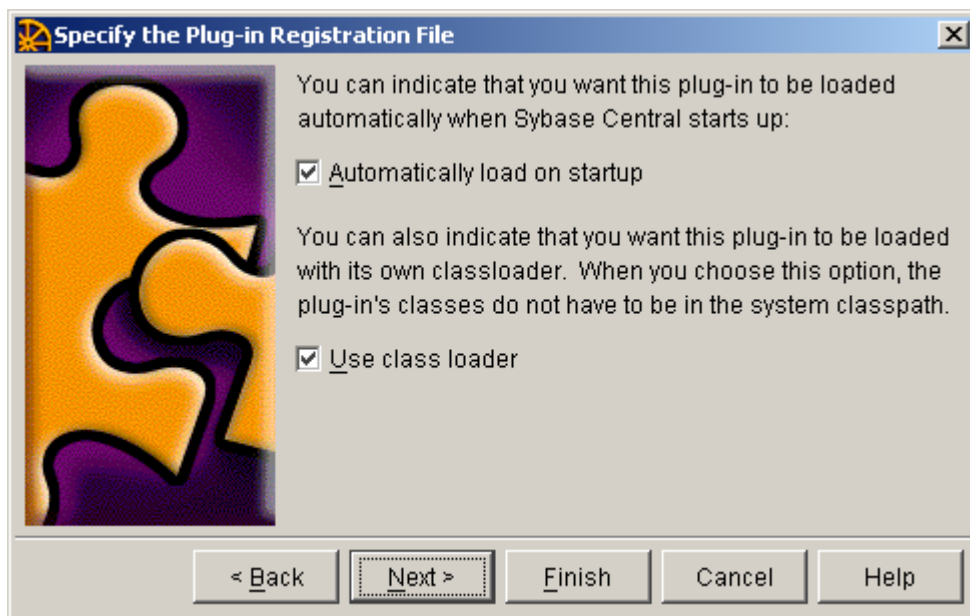 Specify the Plug-in Registration File
You can indicate that you want this plug-in to be loaded
automatically when Sybase Central starts up:
Automatically load on startup
You can also indicate that you want this plug-in to be loaded
with its own classloader.  When you choose this option, the
plug-in's classes do not have to be in the system classpath.
Use class loader
< Back
Next >
Finish
Cancel
Help